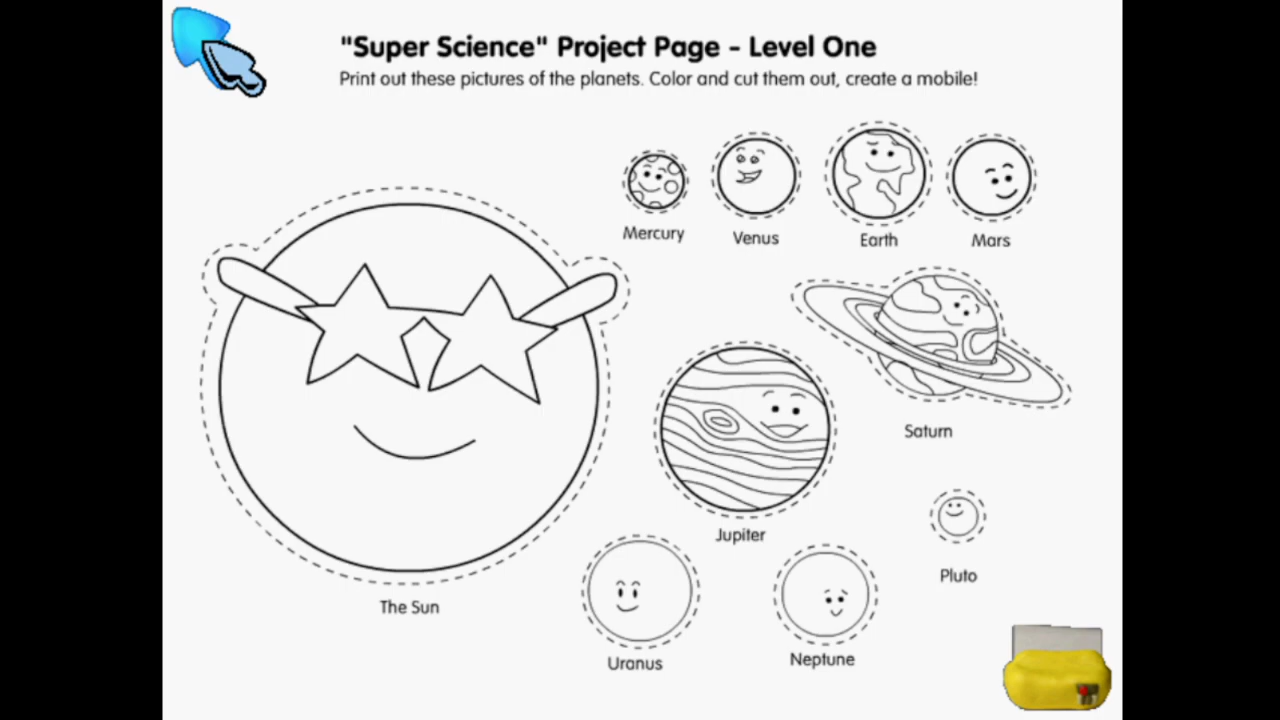 "Super Science" Project Page - Level One
Print out these pictures of the planets. Color and cut them out, create a mobile!
Mercury
Venus
Earth
Mars
Saturn
Jupiter
Pluto
The Sun
Uranus
Neptune